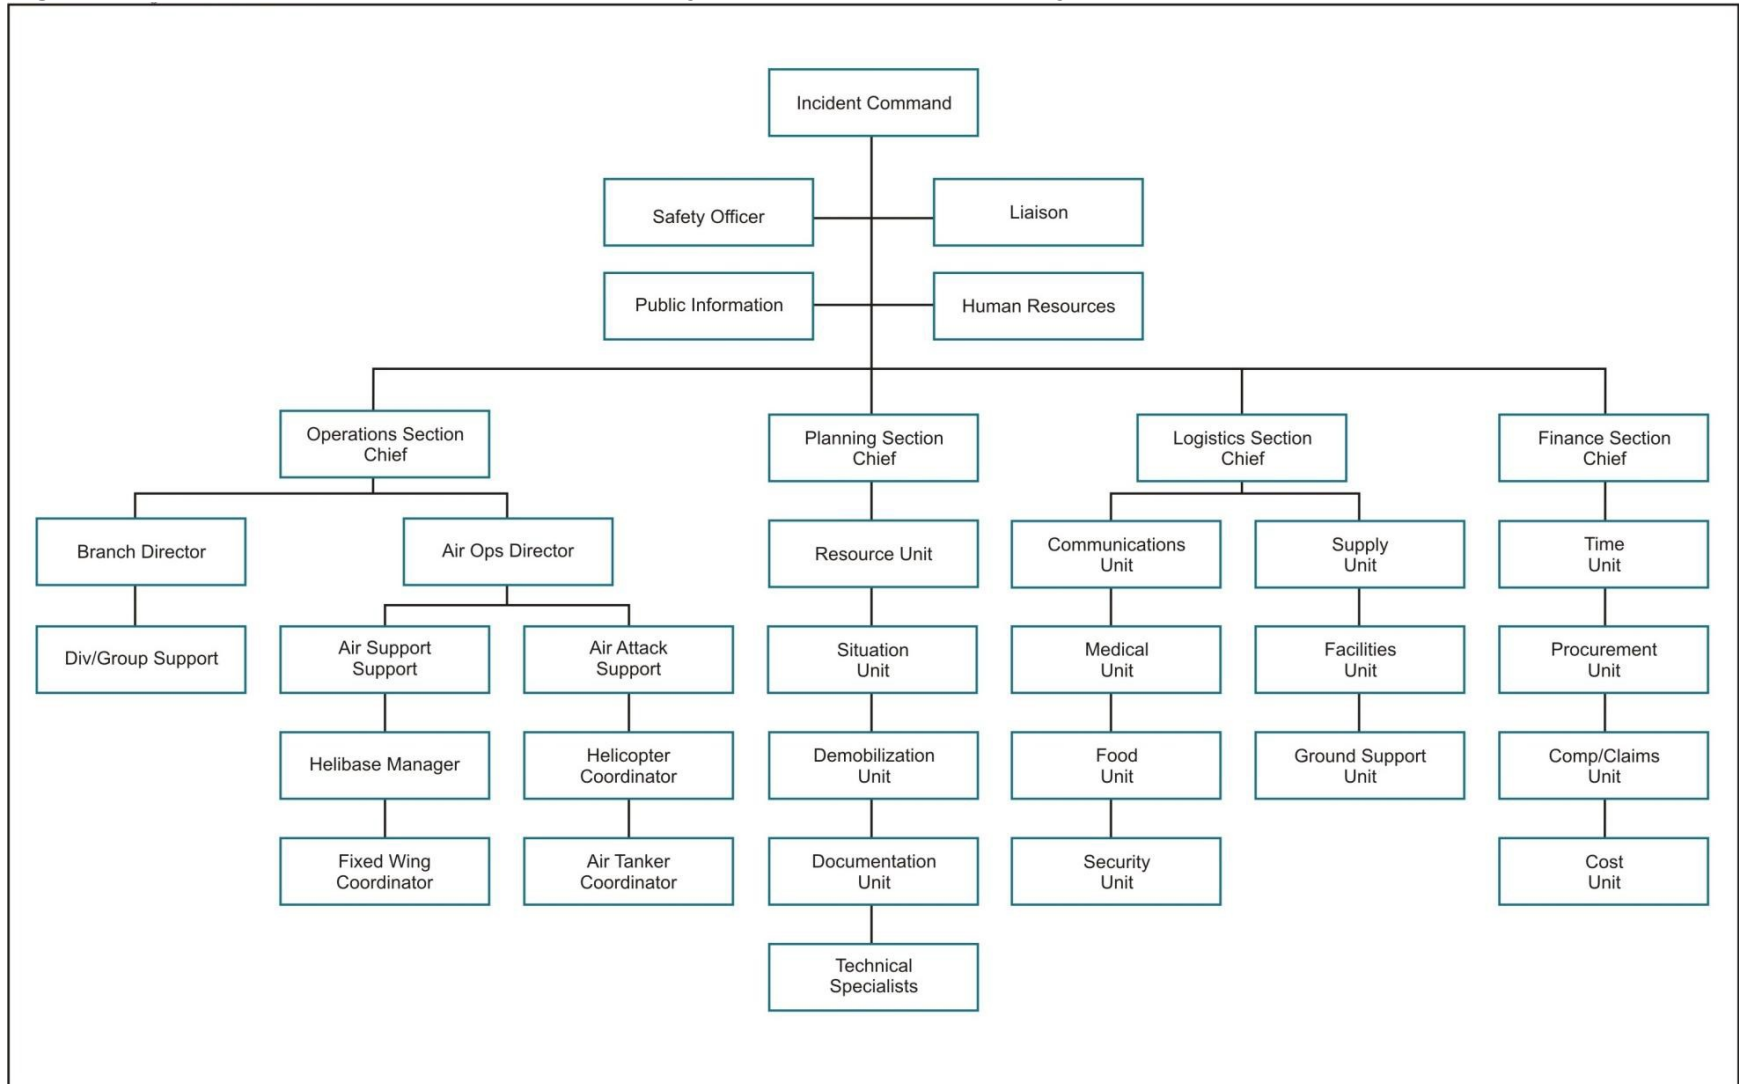 Incident Command
Safety Officer
Liaison
Public Information
Human Resources
Operations Section
Chief
Planning Section
Chief
Logistics Section
Chief
Finance Section
Chief
Branch Director
Air Ops Director
Resource Unit
Communications
Unit
Supply
Unit
Time
Unit
Div/Group Support
Air Support
Support
Air Attack
Support
Situation
Unit
Medical
Unit
Facilities
Unit
Procurement
Unit
Helibase Manager
Helicopter
Coordinator
Demobilization
Unit
Food
Unit
Ground Support
Unit
Comp/Claims
Unit
Fixed Wing
Coordinator
Air Tanker
Coordinator
Documentation
Unit
Security
Unit
Cost
Unit
Technical
Specialists